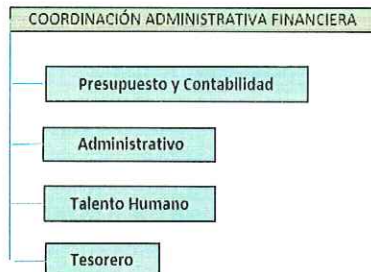 COORDINACIÓN ADMINISTRATIVA FINANCIERA
Presupuesto y Contabilidad
Administrativo
Talento Humano
Tesorero